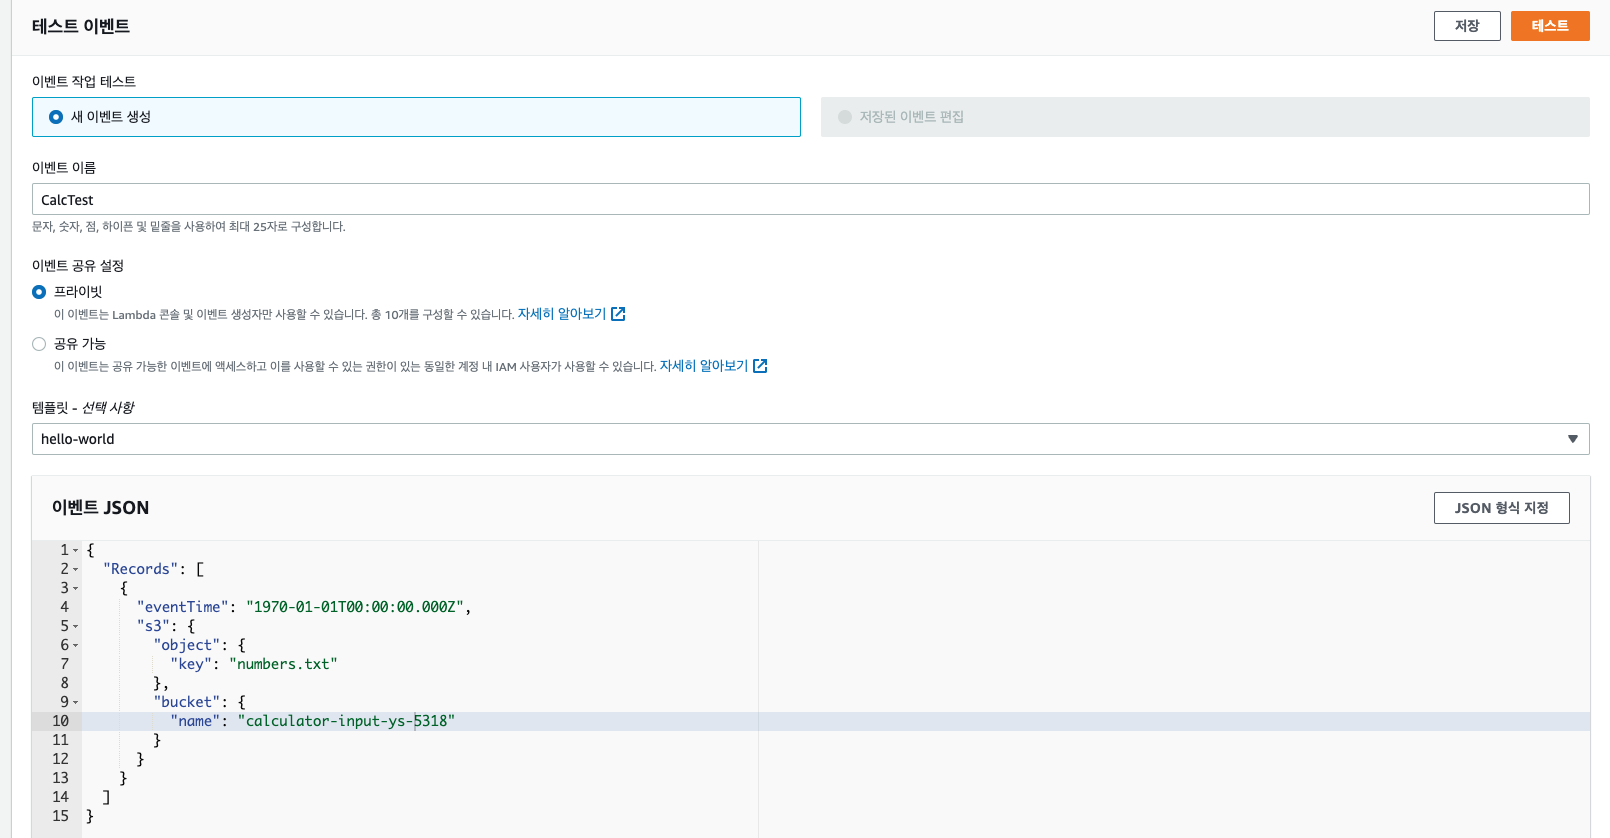 테스트 이벤트
저장
테스트
이벤트 작업 테스트
새 이벤트 생성
저장된 이벤트 편집
이벤트 이름
CalcTest
문자, 숫자, 점, 하이픈 및 밑줄을 사용하여 최대 25자로 구성합니다.
이벤트 공유 설정
프라이빗
이 이벤트는 Lambda 콘솔 및 이벤트 생성자만 사용할 수 있습니다. 총 10개를 구성할 수 있습니다. 자세히 알아보기
공유 가능
이 이벤트는 공유 가능한 이벤트에 액세스하고 이를 사용할 수 있는 권한이 있는 동일한 계정 내 IAM 사용자가 사용할 수 있습니다. 자세히 알아보기
템플릿 - 선택 사항
hello-world
이벤트 JSON
JSON 형식 지정
1 {
2 "Records": [
3 {
4 "eventTime": "1970-01-01T00:00:00.000Z",
5 "s3": {
6 "object": {
7 "key": "numbers.txt"
8 },
9 "bucket": {
10 "name": "calculator-input-ys-5318"
11 }
12 }
13 }
14 ]
15 }